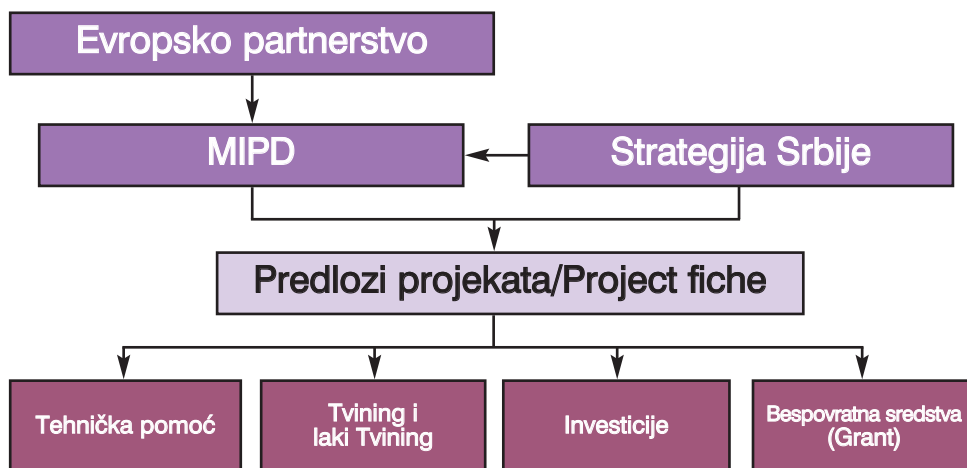 Evropsko partnerstvo
MIPD
Strategija Srbije
Predlozi projekata/Project fiche
Tehnička pomoć
Tvining i
laki Tvining
Investicije
Bespovratna sredstva
(Grant)